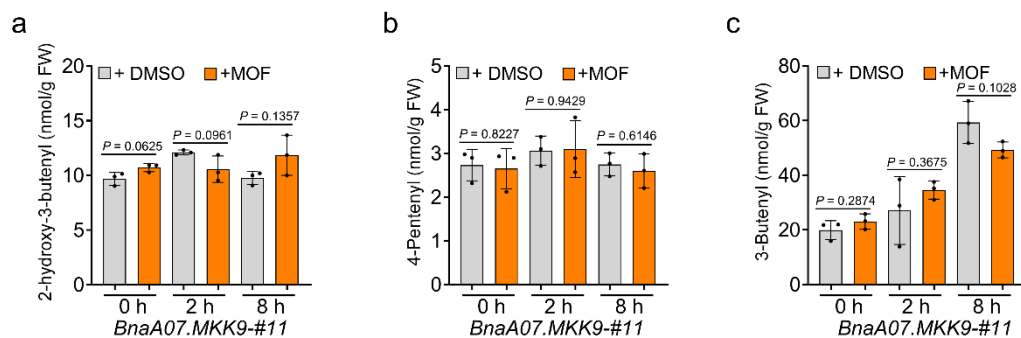 a
2-hydroxy-3-butenyl (nmol/g FW)
+ DMSO +MOF
20
15
10
5
0
P = 0.0625
P = 0.0961
P = 0.1357
0 h 2 h 8 h
BnaA07.MKK9-#11
b
4-Pentenyl (nmol/g FW)
+ DMSO +MOF
5
4
3
2
1
0
P = 0.8227
P = 0.9429
P = 0.6146
0 h 2 h 8 h
BnaA07.MKK9-#11
c
3-Butenyl (nmol/g FW)
+ DMSO +MOF
80
60
40
20
0
P = 0.2874
P = 0.3675
P = 0.1028
0 h 2 h 8 h
BnaA07.MKK9-#11